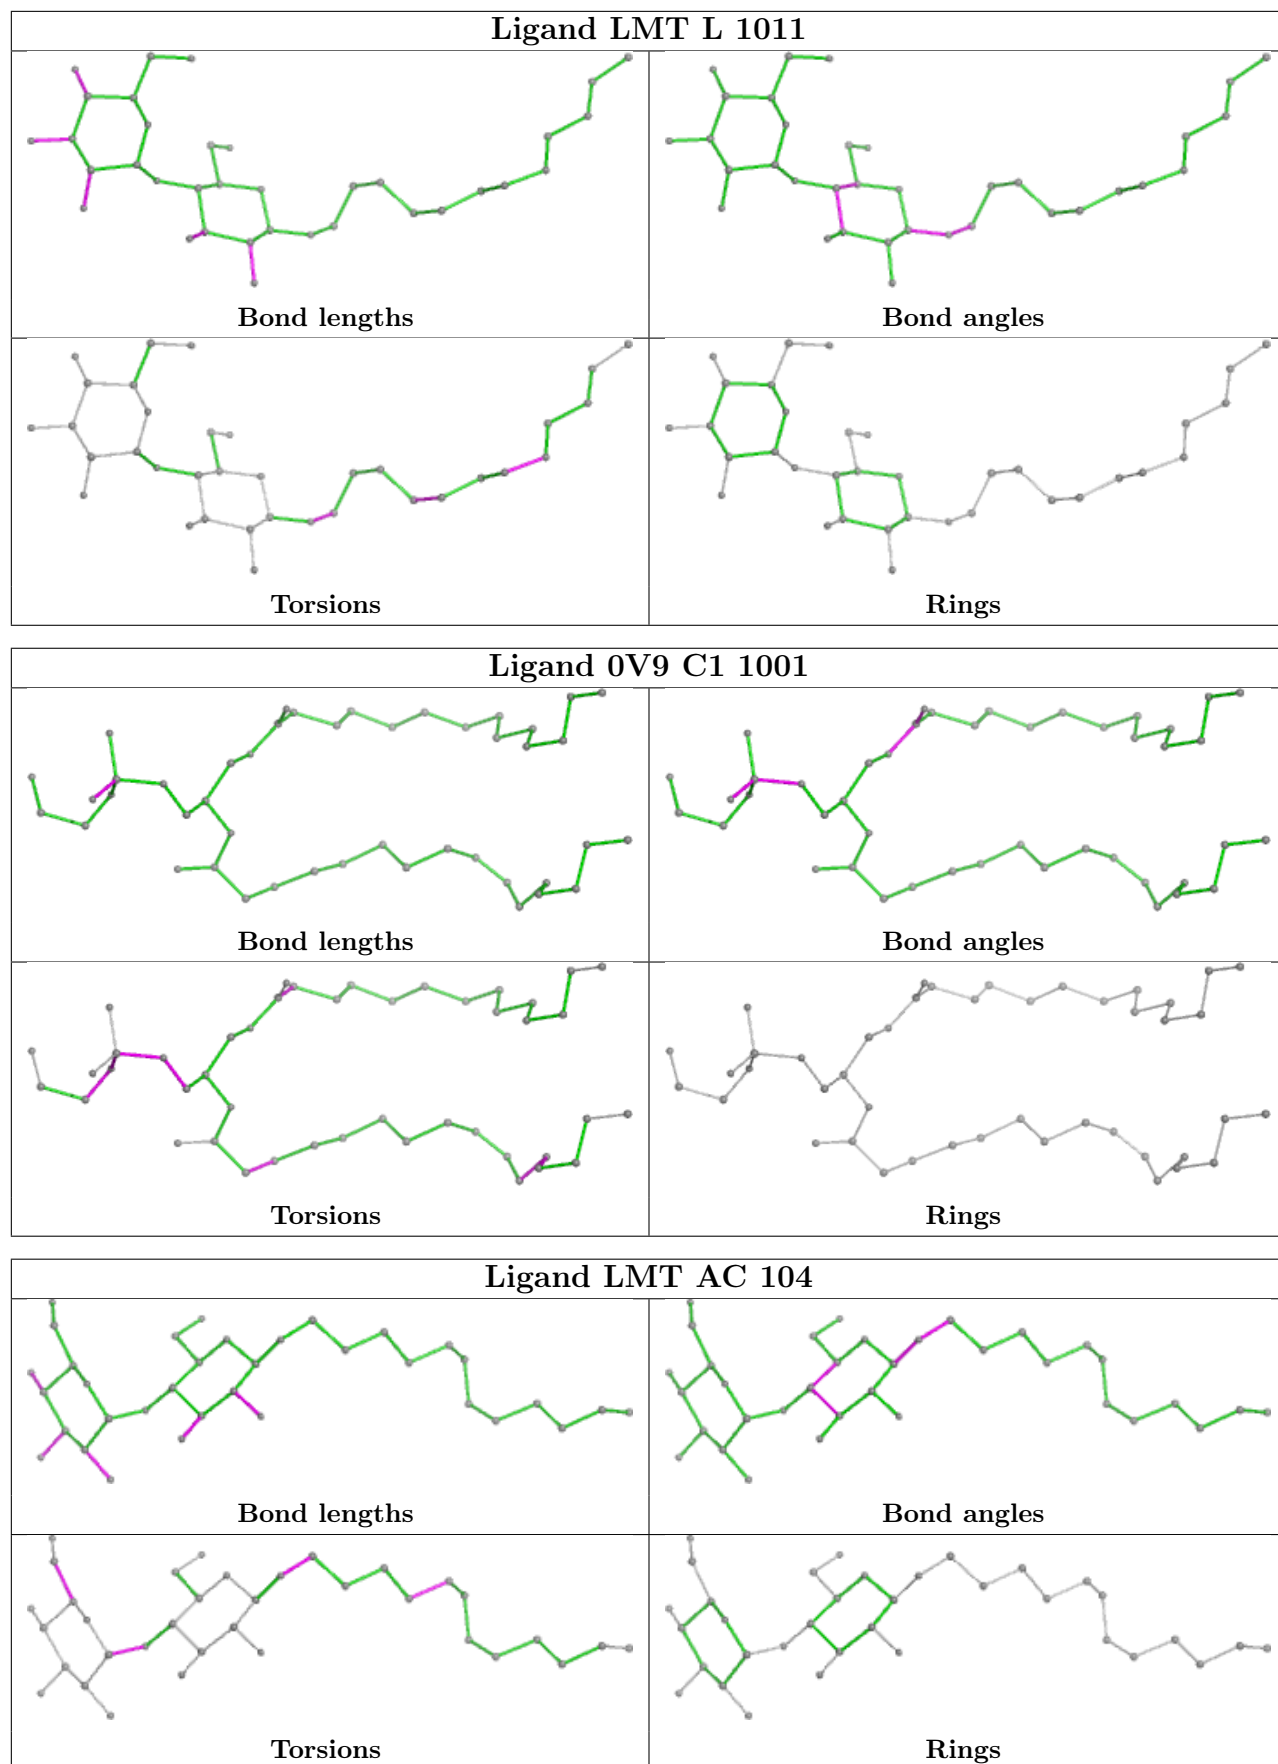 Ligand LMT L 1011
Bond lengths
Bond angles
Torsions
Rings
Ligand 0V9 C1 1001
Bond lengths
Bond angles
Torsions
Rings
Ligand LMT AC 104
Bond lengths
Bond angles
Torsions
Rings